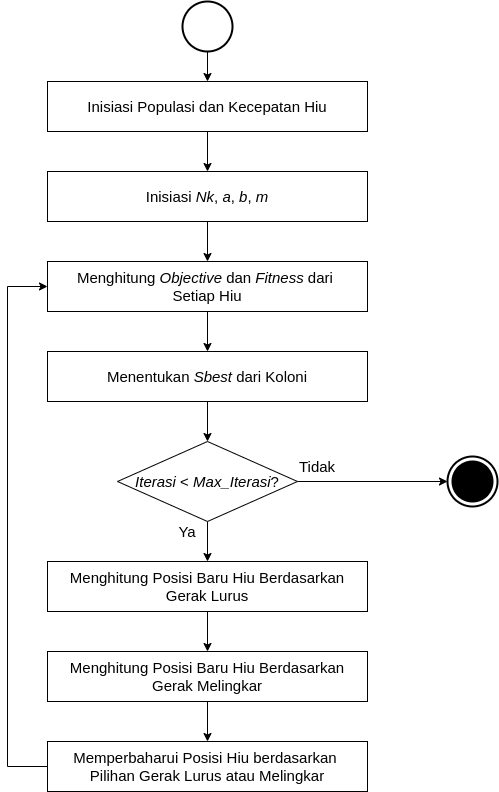 Inisiasi Populasi dan Kecepatan Hiu
Inisiasi Nk, a, b, m
Menghitung Objective dan Fitness dari
Setiap Hiu
Menentukan Sbest dari Koloni
Iterasi < Max_Iterasi?
Tidak
Ya
Menghitung Posisi Baru Hiu Berdasarkan
Gerak Lurus
Menghitung Posisi Baru Hiu Berdasarkan
Gerak Melingkar
Memperbaharui Posisi Hiu berdasarkan
Pilihan Gerak Lurus atau Melingkar